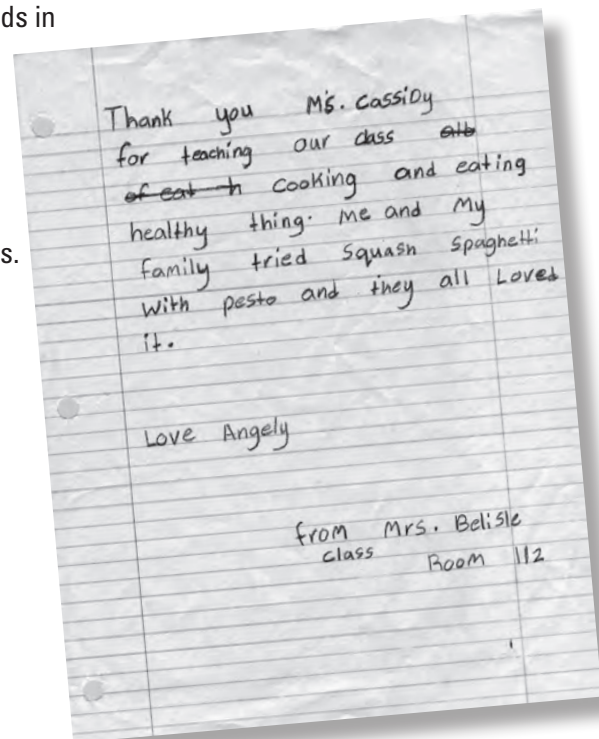 ds in
s.
Thank you Ms. CassiDy
for teaching our class
cooking and eating
healthy thing. Me and My
family tried Squash Spaghetti
With pesto and they all Loved
it.
Love Angely
from Mrs. Belisle
class Room 112